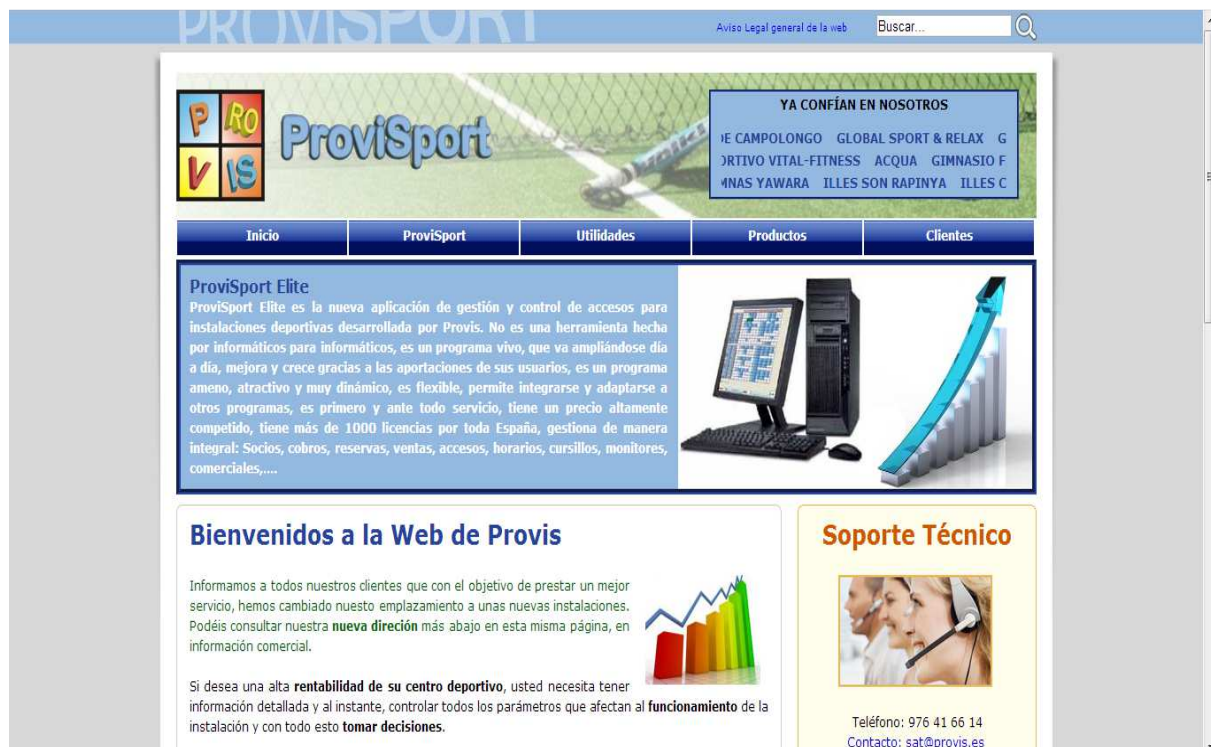 PROVISPORT
Aviso Legal general de la web
Buscar...
PRO
VIS
ProviSport
YA CONFÍAN EN NOSOTROS
DE CAMPOLONGO GLOBAL SPORT & RELAX G
ORTIVO VITAL-FITNESS ACQUA GIMNASIO F
MNAS YAWARA ILLES SON RAPINYA ILLES C
Inicio
ProviSport
Utilidades
Productos
Clientes
ProviSport Elite
ProviSport Elite es la nueva aplicación de gestión y control de accesos para
instalaciones deportivas desarrollada por Provis. No es una herramienta hecha
por informáticos para informáticos, es un programa vivo, que va ampliándose día
a día, mejora y crece gracias a las aportaciones de sus usuarios, es un programa
ameno, atractivo y muy dinámico, es flexible, permite integrarse y adaptarse a
otros programas, es primero y ante todo servicio, tiene un precio altamente
competido, tiene más de 1000 licencias por toda España, gestiona de manera
integral: Socios, cobros, reservas, ventas, accesos, horarios, cursillos, monitores,
comerciales,....
Bienvenidos a la Web de Provis
Informamos a todos nuestros clientes que con el objetivo de prestar un mejor
servicio, hemos cambiado nuesto emplazamiento a unas nuevas instalaciones.
Podéis consultar nuestra nueva direción más abajo en esta misma página, en
información comercial.
Si desea una alta rentabilidad de su centro deportivo, usted necesita tener
información detallada y al instante, controlar todos los parámetros que afectan al funcionamiento de la
instalación y con todo esto tomar decisiones.
Soporte Técnico
Teléfono: 976 41 66 14
Contacto: sat@provis.es